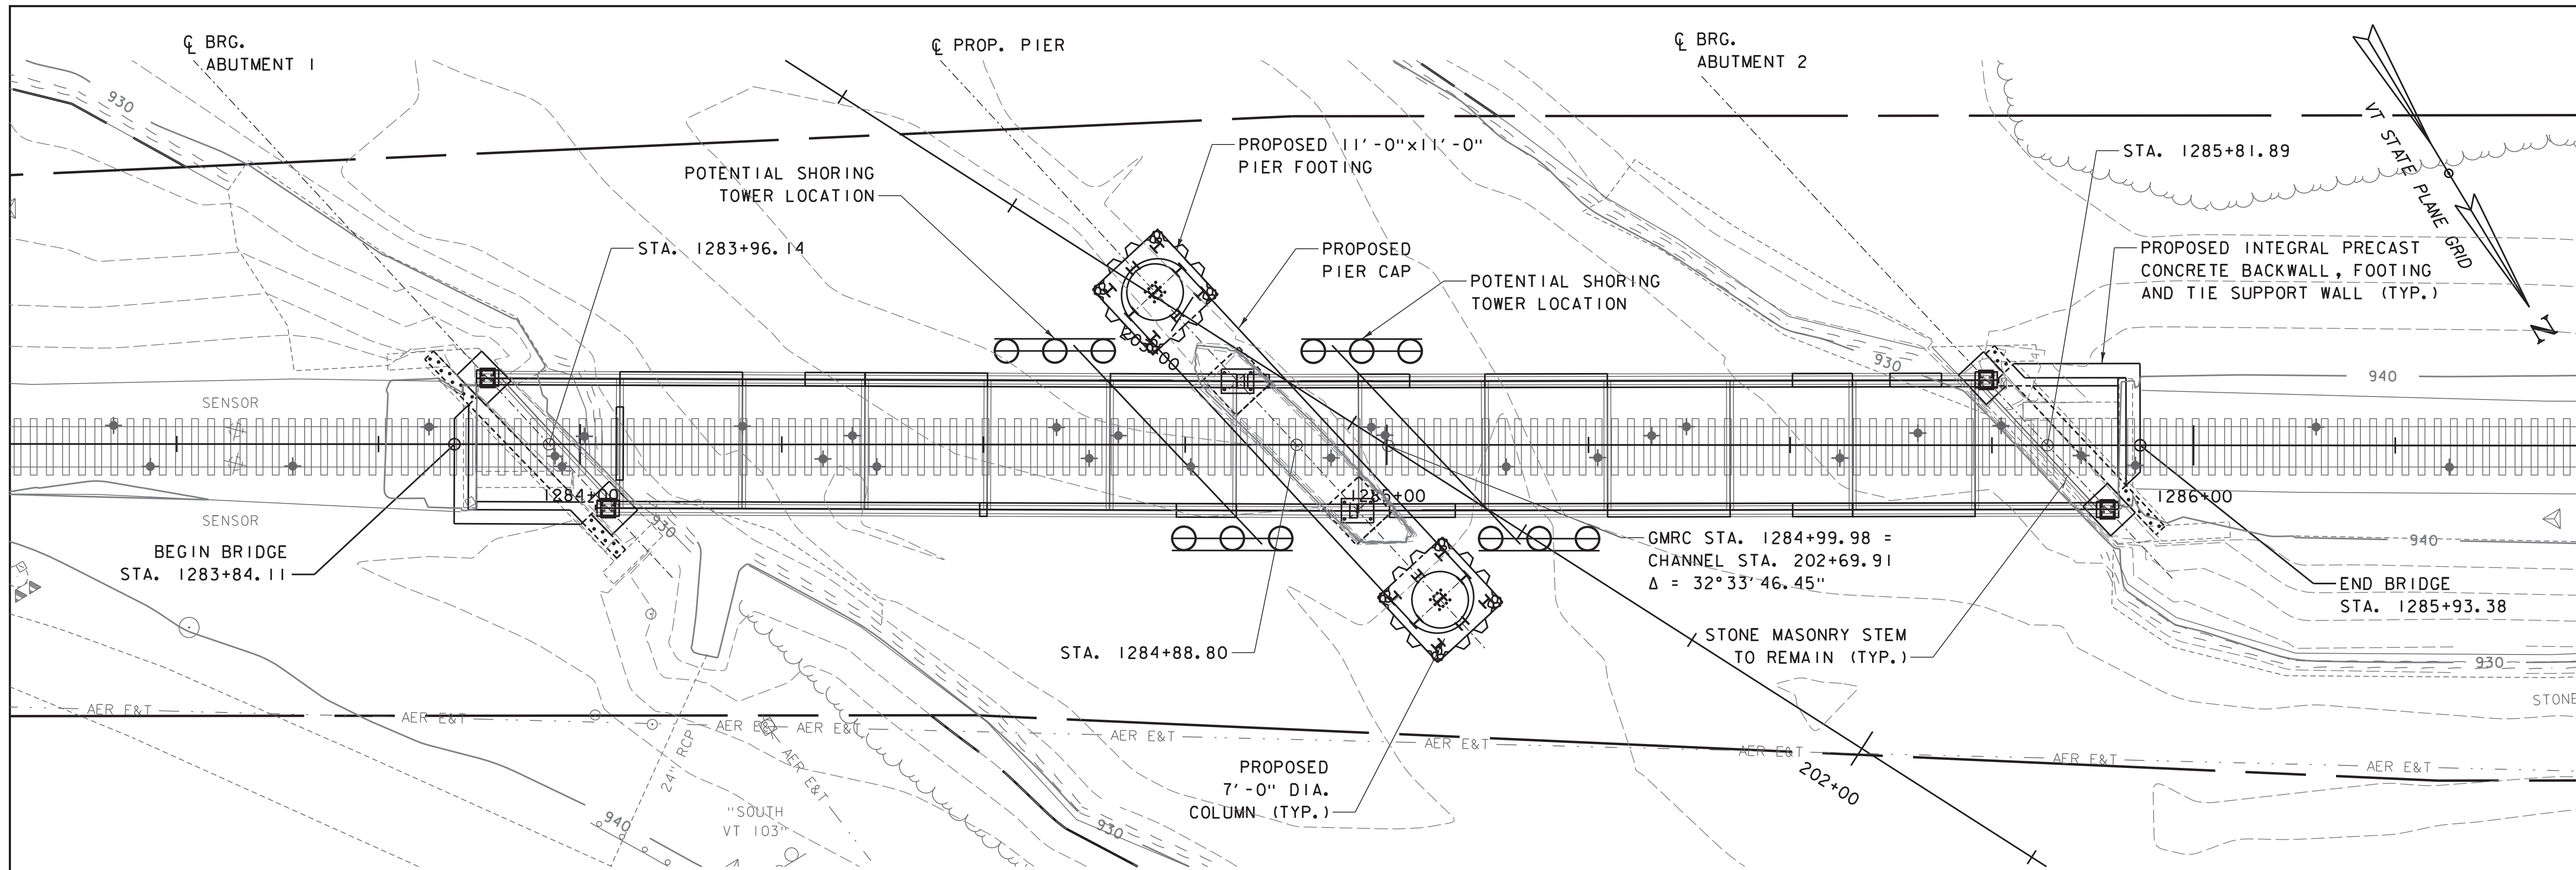 ℄ BRG.
ABUTMENT 1
℄ PROP. PIER
℄ BRG.
ABUTMENT 2
930
POTENTIAL SHORING
TOWER LOCATION
PROPOSED 11'-0"x11'-0"
PIER FOOTING
STA. 1285+81.89
VT STATE PLANE GRID
N
STA. 1283+96.14
PROPOSED
PIER CAP
POTENTIAL SHORING
TOWER LOCATION
PROPOSED INTEGRAL PRECAST
CONCRETE BACKWALL, FOOTING
AND TIE SUPPORT WALL (TYP.)
203+00
930
940
SENSOR
1284+00
1285+00
1286+00
SENSOR
930
940
BEGIN BRIDGE
STA. 1283+84.11
GMRC STA. 1284+99.98 =
CHANNEL STA. 202+69.91
Δ = 32°33'46.45"
END BRIDGE
STA. 1285+93.38
STA. 1284+88.80
STONE MASONRY STEM
TO REMAIN (TYP.)
930
STONE
AER E&T
AER E&T
AER E&T
AER E&T
AER E&T
AER E&T
AER E&T
AER E&T
AER E&T
AER E&T
24" RCP
202+00
PROPOSED
7'-0" DIA.
COLUMN (TYP.)
"SOUTH
VT 103"
940
930